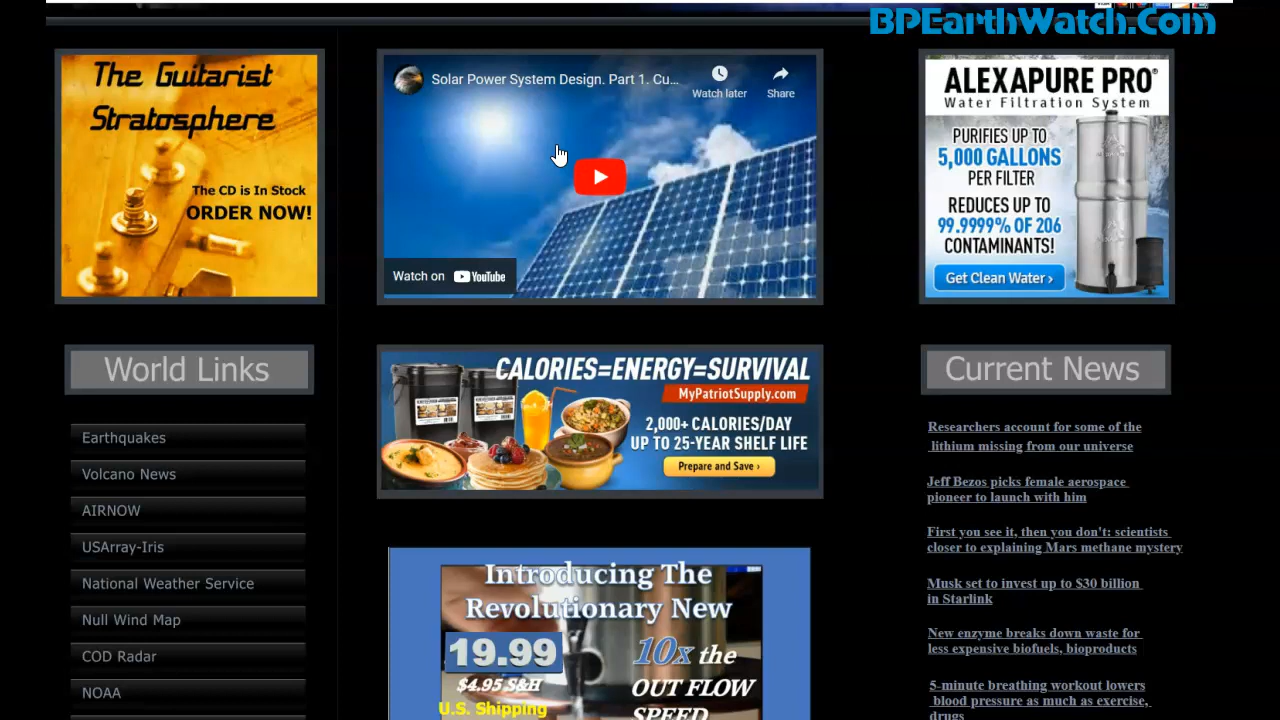 BPEarthWatch.Com
The Guitarist
Stratosphere
The CD is In Stock
ORDER NOW!
Solar Power System Design. Part 1. Cu...
Watch later
Share
Watch on YouTube
ALEXAPURE PRO®
Water Filtration System
PURIFIES UP TO
5,000 GALLONS
PER FILTER
REDUCES UP TO
99.9999% OF 206
CONTAMINANTS!
Get Clean Water ›
World Links
Earthquakes
Volcano News
AIRNOW
USArray-Iris
National Weather Service
Null Wind Map
COD Radar
NOAA
CALORIES=ENERGY=SURVIVAL
MyPatriotSupply.com
2,000+ CALORIES/DAY
UP TO 25-YEAR SHELF LIFE
Prepare and Save ›
Introducing The
Revolutionary New
19.99
$4.95 S&H
U.S. Shipping
10x the
OUT FLOW
SPEED
Current News
Researchers account for some of the
lithium missing from our universe
Jeff Bezos picks female aerospace
pioneer to launch with him
First you see it, then you don't: scientists
closer to explaining Mars methane mystery
Musk set to invest up to $30 billion
in Starlink
New enzyme breaks down waste for
less expensive biofuels, bioproducts
5-minute breathing workout lowers
blood pressure as much as exercise,
drugs